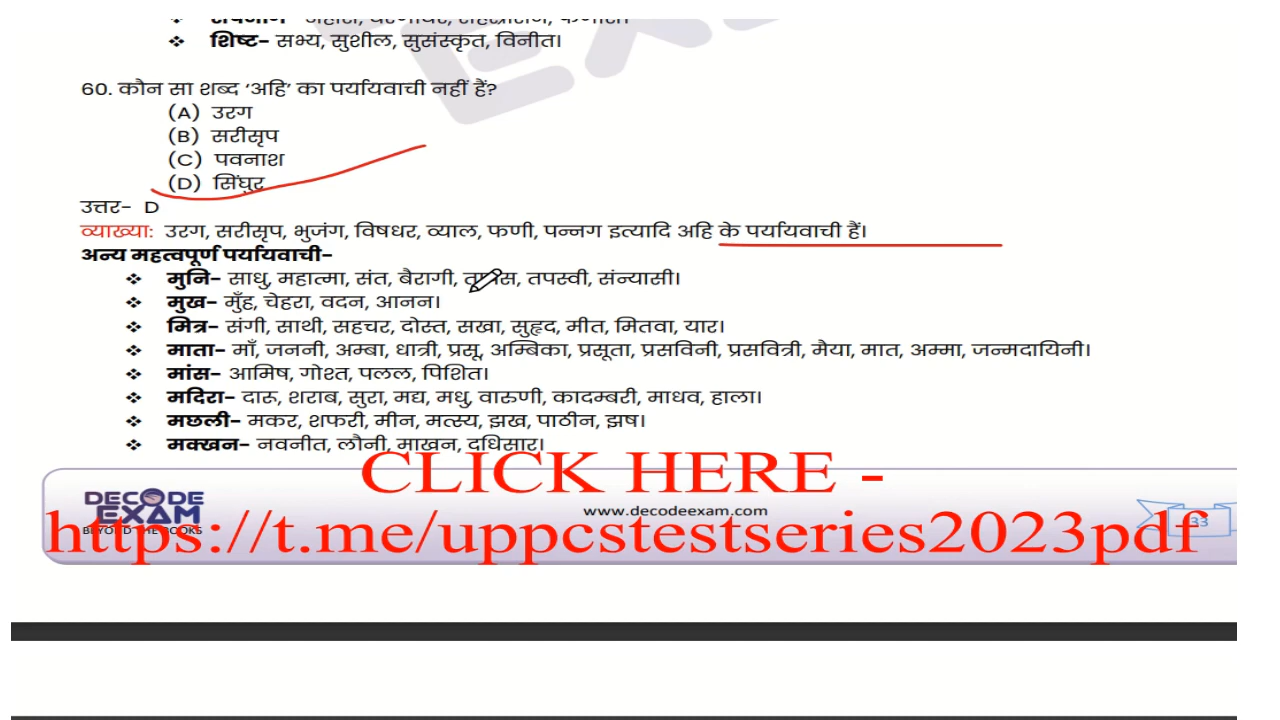 ❖ शिष्ट- सभ्य, सुशील, सुसंस्कृत, विनीत।
60. कौन सा शब्द ‘अहि’ का पर्यायवाची नहीं हैं?
(A) उरग
(B) सरीसृप
(C) पवनाश
(D) सिंघुर
उत्तर- D
व्याख्या: उरग, सरीसृप, भुजंग, विषधर, व्याल, फणी, पन्नग इत्यादि अहि के पर्यायवाची हैं।
अन्य महत्वपूर्ण पर्यायवाची-
❖ मुनि- साधु, महात्मा, संत, बैरागी, तपस्वी, संन्यासी।
❖ मुख- मुँह, चेहरा, वदन, आनन।
❖ मित्र- संगी, साथी, सहचर, दोस्त, सखा, सुहृद, मीत, मितवा, यार।
❖ माता- माँ, जननी, अम्बा, धात्री, प्रसू, अम्बिका, प्रसूता, प्रसविनी, प्रसवित्री, मैया, मात, अम्मा, जन्मदायिनी।
❖ मांस- आमिष, गोश्त, पलल, पिशित।
❖ मदिरा- दारू, शराब, सुरा, मद्य, मधु, वारुणी, कादम्बरी, माधव, हाला।
❖ मछली- मकर, शफरी, मीन, मत्स्य, झख, पाठीन, झष।
❖ मक्खन- नवनीत, लौनी, माखन, दधिसार।
CLICK HERE -
DECODE
EXAM
BEYOND THE BOOKS
www.decodeexam.com
33
https://t.me/uppcstestseries2023pdf